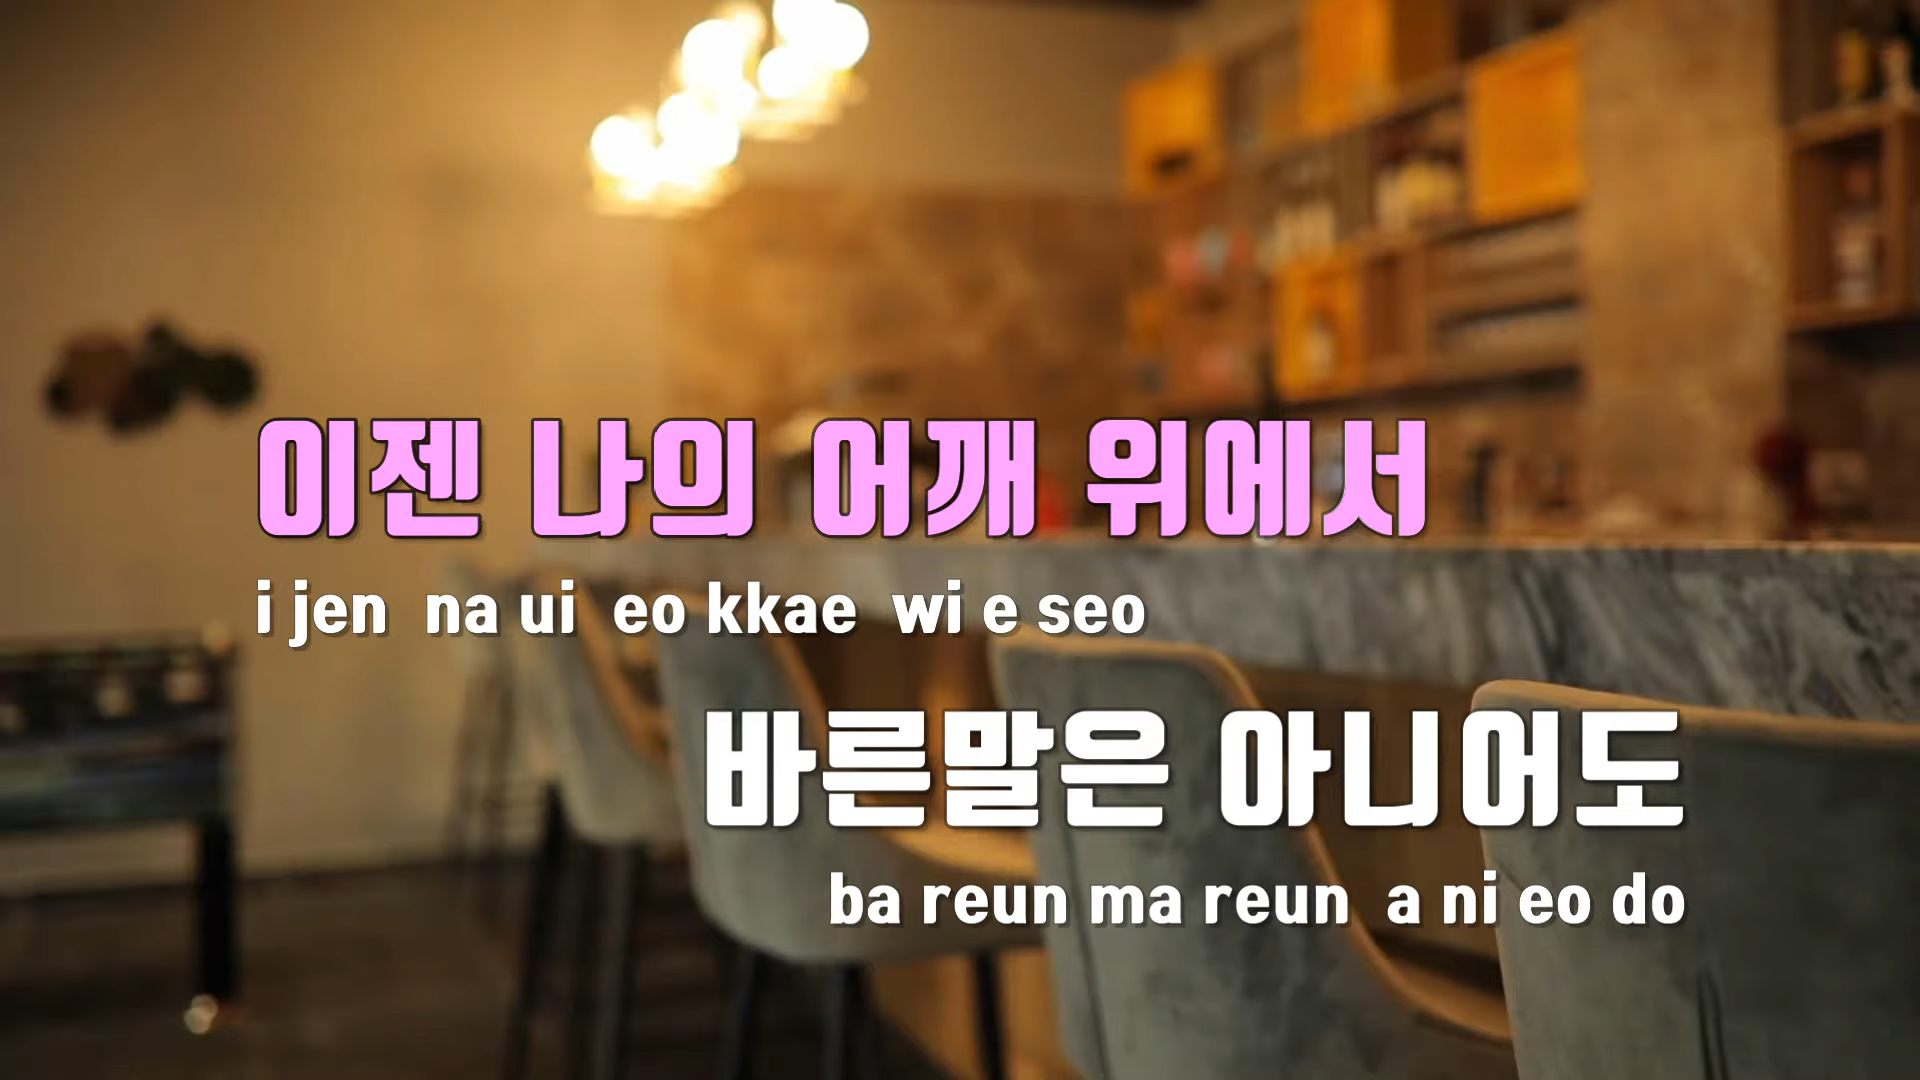 이젠 나의 어깨 위에서
i jen na ui eo kkae wi e seo
바른말은 아니어도
ba reun ma reun a ni eo do